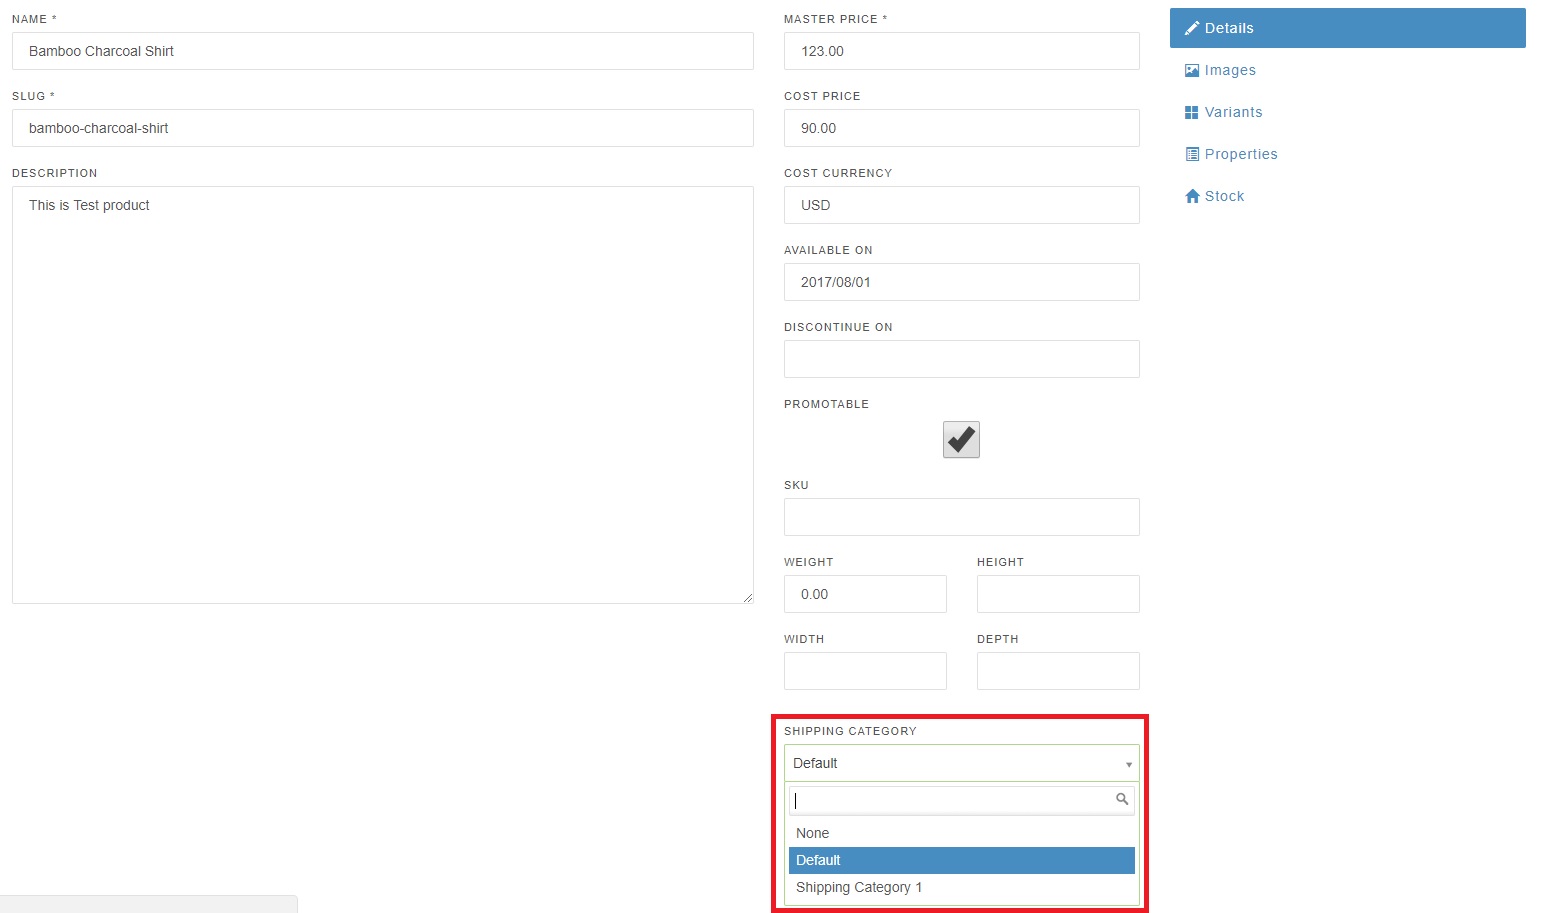 NAME *
Bamboo Charcoal Shirt
SLUG *
bamboo-charcoal-shirt
DESCRIPTION
This is Test product
MASTER PRICE *
123.00
COST PRICE
90.00
COST CURRENCY
USD
AVAILABLE ON
2017/08/01
DISCONTINUE ON
PROMOTABLE
SKU
WEIGHT
HEIGHT
0.00
WIDTH
DEPTH
SHIPPING CATEGORY
Default
None
Default
Shipping Category 1
Details
Images
Variants
Properties
Stock